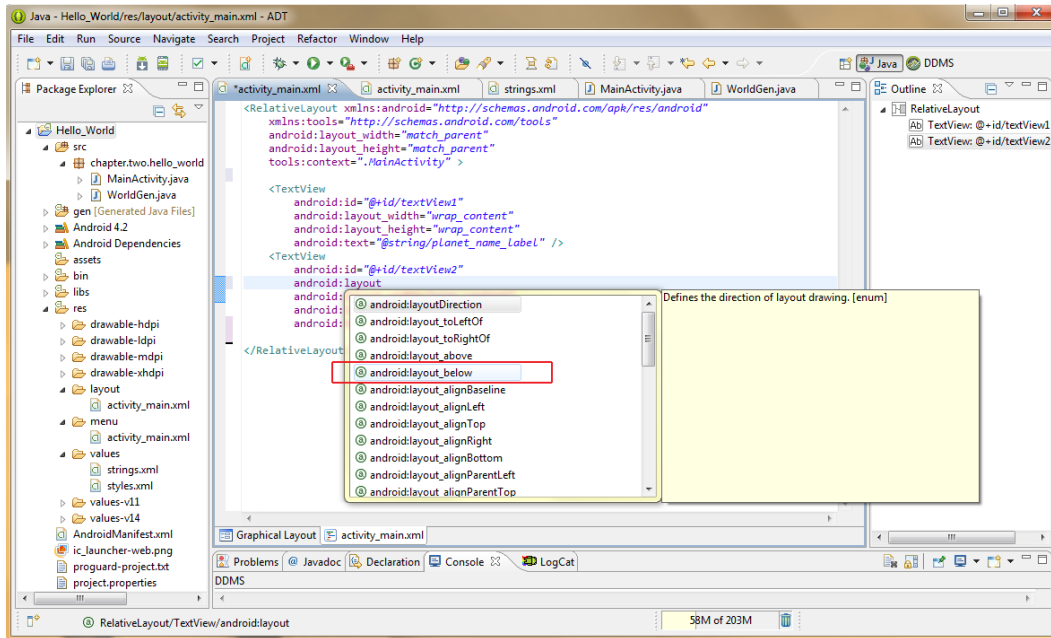 Java - Hello_World/res/layout/activity_main.xml - ADT
File Edit Run Source Navigate Search Project Refactor Window Help
Java DDMS
Package Explorer
Hello_World
src
chapter.two.hello_world
MainActivity.java
WorldGen.java
gen [Generated Java Files]
Android 4.2
Android Dependencies
assets
bin
libs
res
drawable-hdpi
drawable-ldpi
drawable-mdpi
drawable-xhdpi
layout
activity_main.xml
menu
activity_main.xml
values
strings.xml
styles.xml
values-v11
values-v14
AndroidManifest.xml
ic_launcher-web.png
proguard-project.txt
project.properties
*activity_main.xml activity_main.xml strings.xml MainActivity.java WorldGen.java
<RelativeLayout xmlns:android="http://schemas.android.com/apk/res/android"
xmlns:tools="http://schemas.android.com/tools"
android:layout_width="match_parent"
android:layout_height="match_parent"
tools:context=".MainActivity" >
<TextView
android:id="@+id/textView1"
android:layout_width="wrap_content"
android:layout_height="wrap_content"
android:text="@string/planet_name_label" />
<TextView
android:id="@+id/textView2"
android:layout
android:
android:
android:
</RelativeLayout
android:layoutDirection
android:layout_toLeftOf
android:layout_toRightOf
android:layout_above
android:layout_below
android:layout_alignBaseline
android:layout_alignLeft
android:layout_alignTop
android:layout_alignRight
android:layout_alignBottom
android:layout_alignParentLeft
android:layout_alignParentTop
Defines the direction of layout drawing. [enum]
Graphical Layout activity_main.xml
Outline
RelativeLayout
Ab TextView: @+id/textView1
Ab TextView: @+id/textView2
Problems @ Javadoc Declaration Console LogCat
DDMS
RelativeLayout/TextView/android:layout
58M of 203M